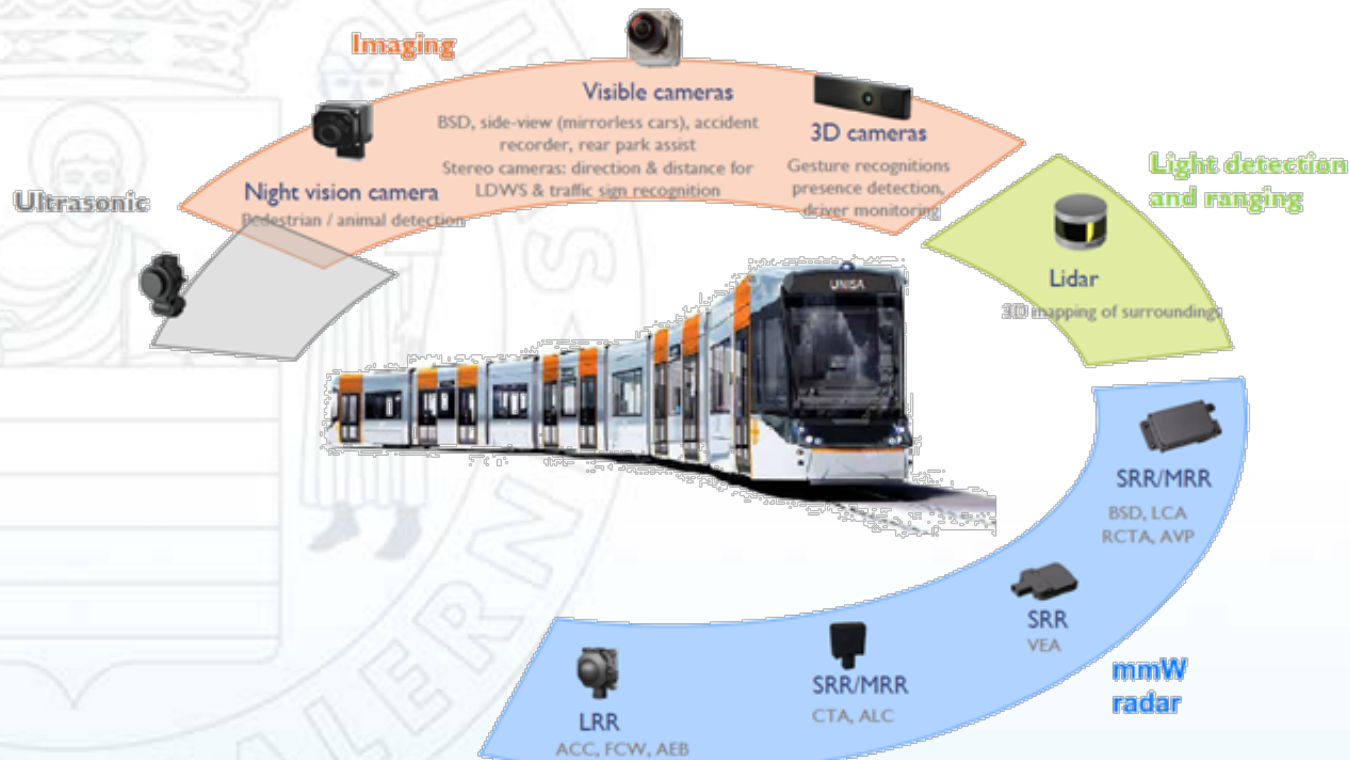 Imaging
Visible cameras
BSD, side-view (mirrorless cars), accident
recorder, rear park assist
Stereo cameras: direction & distance for
LDWS & traffic sign recognition
3D cameras
Gesture recognitions
presence detection,
driver monitoring
Night vision camera
Pedestrian / animal detection
Ultrasonic
Light detection
and ranging
Lidar
3D mapping of surroundings
UNISA
SRR/MRR
BSD, LCA
RCTA, AVP
SRR
VEA
mmW
radar
SRR/MRR
CTA, ALC
LRR
ACC, FCW, AEB